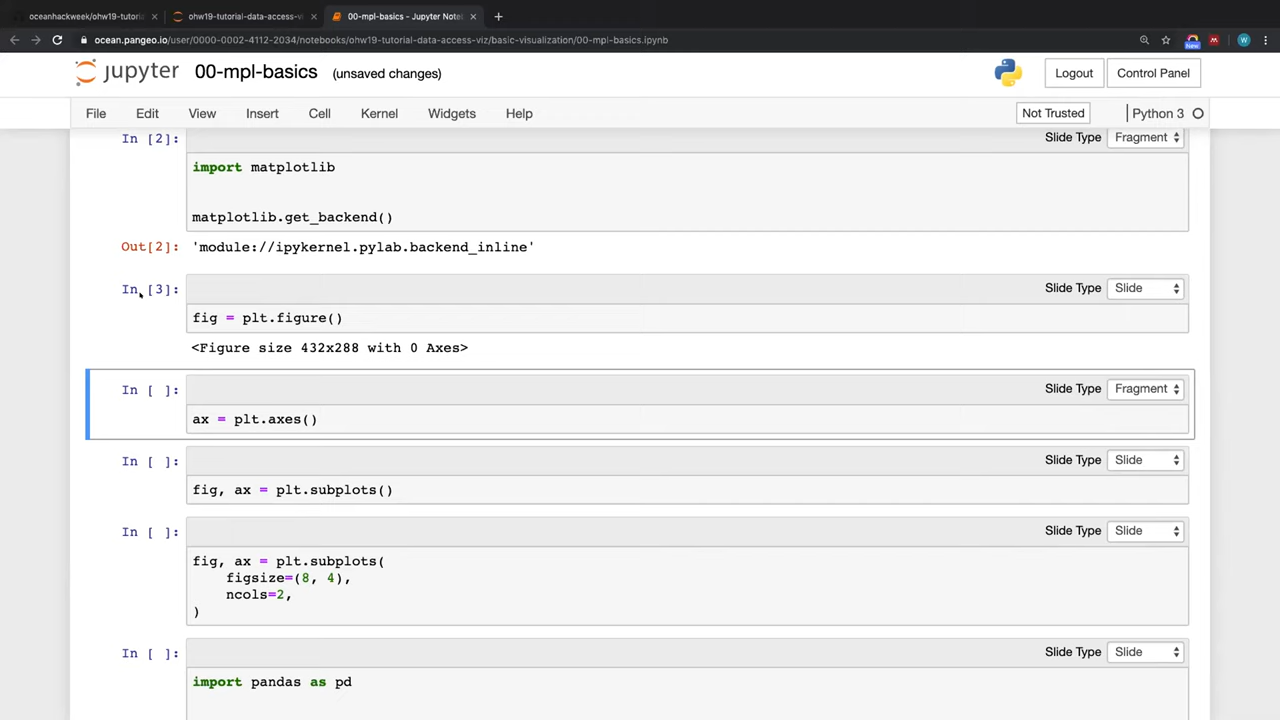 oceanhackweek/ohw19-tutori
ohw19-tutorial-data-access-vi
00-mpl-basics - Jupyter Note
ocean.pangeo.io/user/0000-0002-4112-2034/notebooks/ohw19-tutorial-data-access-viz/basic-visualization/00-mpl-basics.ipynb
New
W
jupyter 00-mpl-basics (unsaved changes)
Logout
Control Panel
File Edit View Insert Cell Kernel Widgets Help
Not Trusted
Python 3
In [2]:
Slide Type Fragment
import matplotlib
matplotlib.get_backend()
Out[2]: 'module://ipykernel.pylab.backend_inline'
In [3]:
Slide Type Slide
fig = plt.figure()
<Figure size 432x288 with 0 Axes>
In [ ]:
Slide Type Fragment
ax = plt.axes()
In [ ]:
Slide Type Slide
fig, ax = plt.subplots()
In [ ]:
Slide Type Slide
fig, ax = plt.subplots(
figsize=(8, 4),
ncols=2,
)
In [ ]:
Slide Type Slide
import pandas as pd